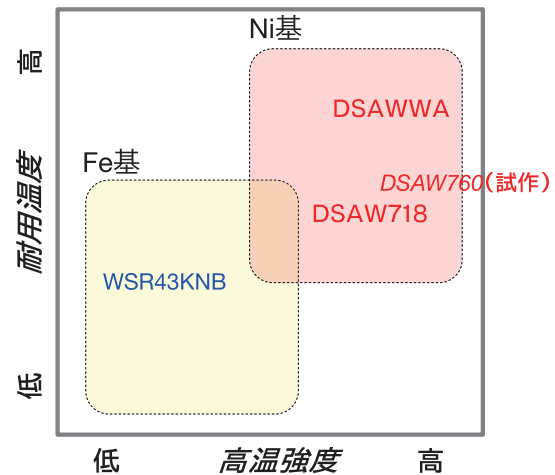 Ni基
高
DSAWWA
Fe基
DSAW760(試作)
DSAW718
耐用温度
WSR43KNB
低
低
高温強度
高